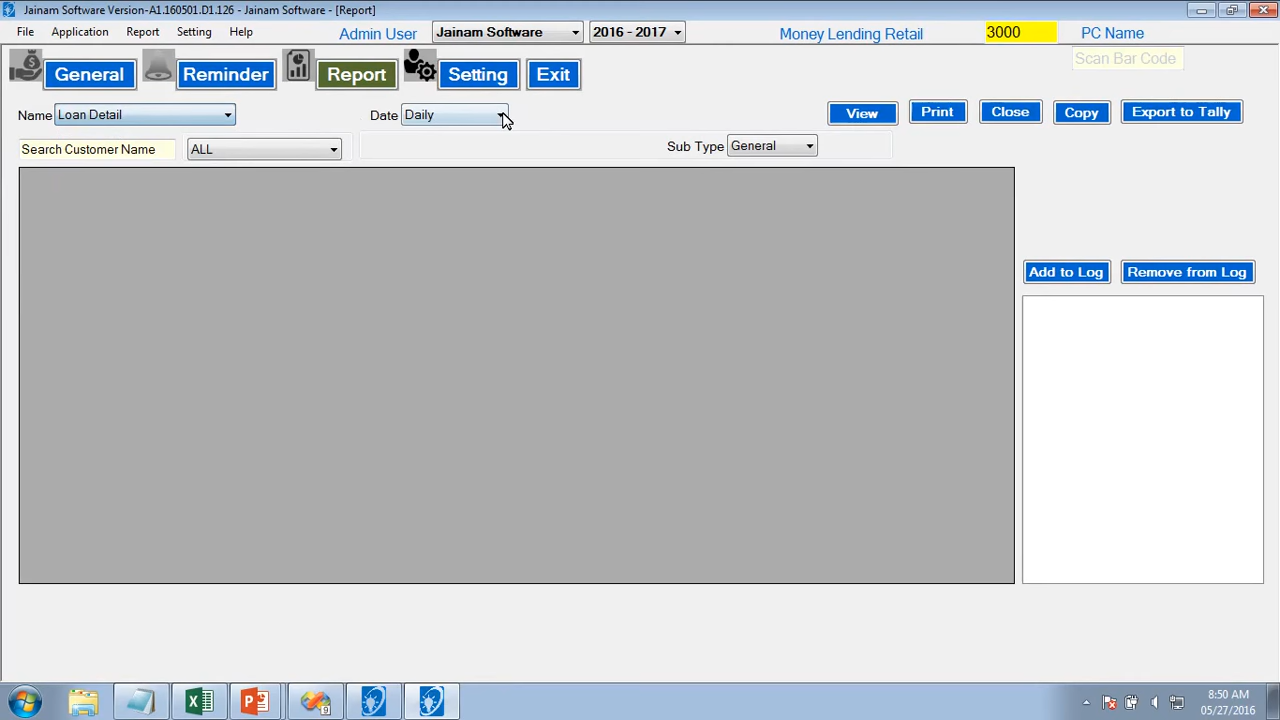 Jainam Software Version-A1.160501.D1.126 - Jainam Software - [Report]
File Application Report Setting Help Admin User Jainam Software 2016 - 2017 Money Lending Retail 3000 PC Name
Scan Bar Code
General Reminder Report Setting Exit
Name Loan Detail Date Daily View Print Close Copy Export to Tally
Search Customer Name ALL Sub Type General
Add to Log Remove from Log
8:50 AM
05/27/2016